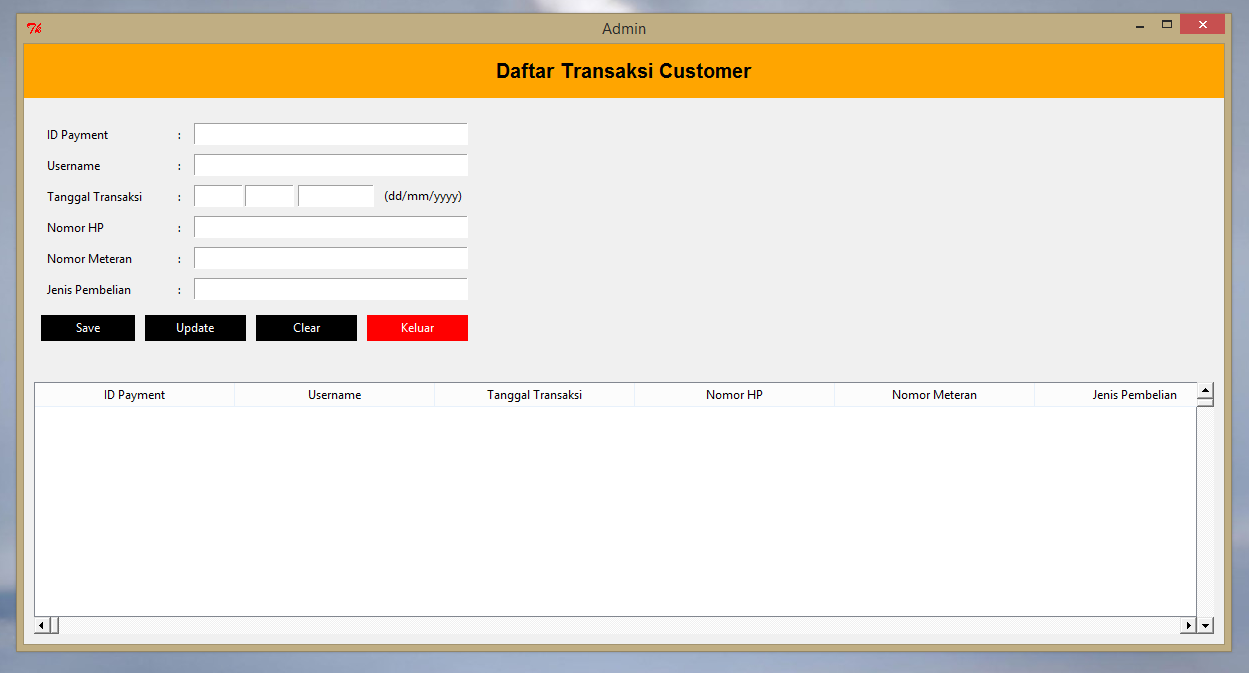 Admin
Daftar Transaksi Customer
ID Payment :
Username :
Tanggal Transaksi : (dd/mm/yyyy)
Nomor HP :
Nomor Meteran :
Jenis Pembelian :
Save Update Clear Keluar
ID Payment Username Tanggal Transaksi Nomor HP Nomor Meteran Jenis Pembelian